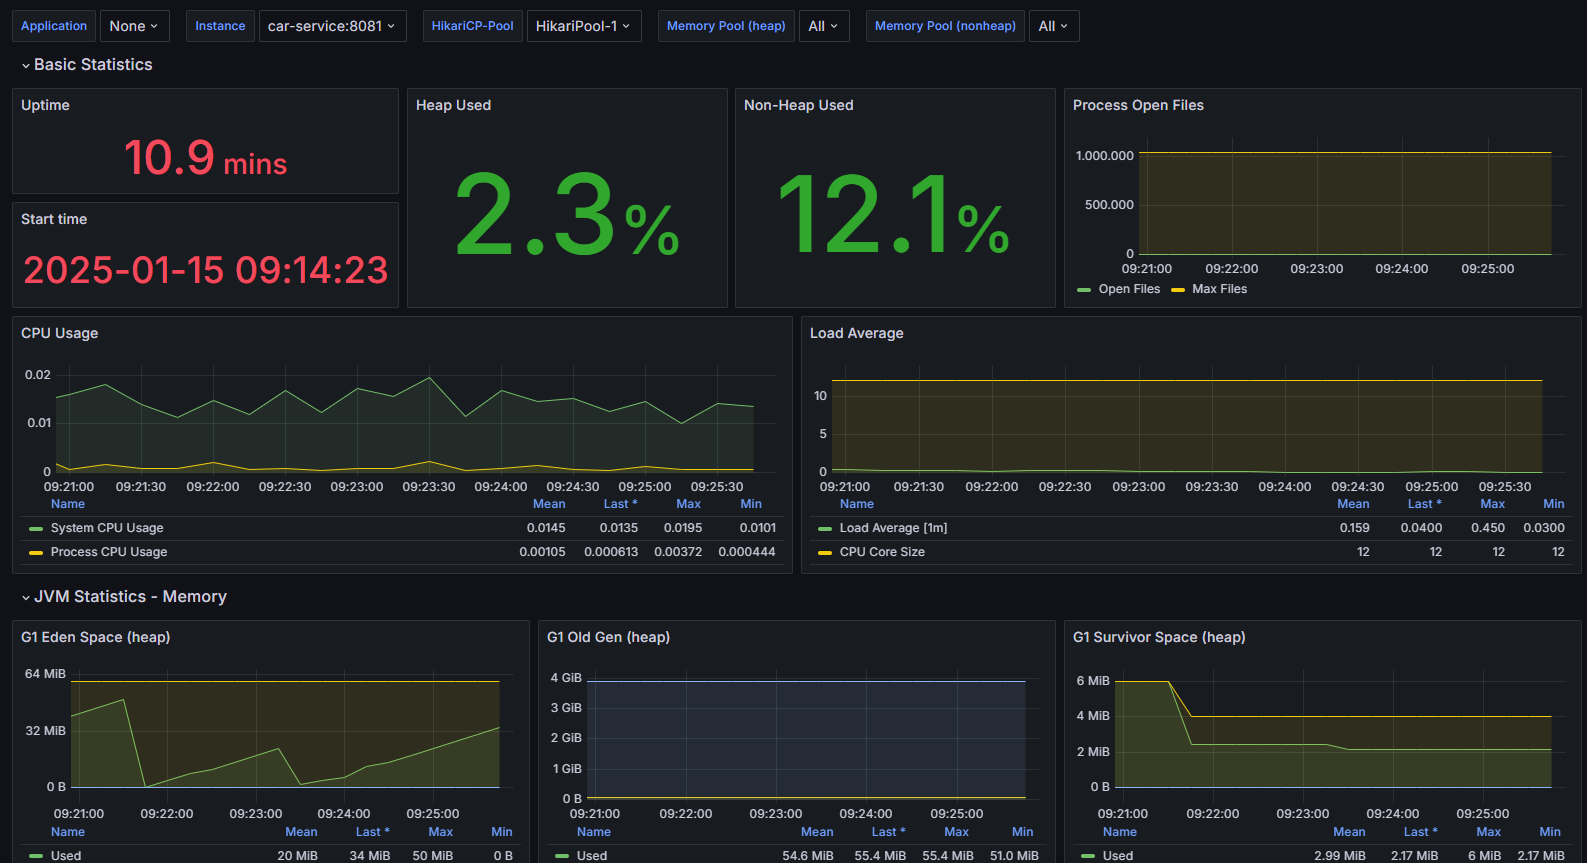 Application None Instance car-service:8081 HikariCP-Pool HikariPool-1 Memory Pool (heap) All Memory Pool (nonheap) All
Basic Statistics
Uptime
10.9 mins
Start time
2025-01-15 09:14:23
Heap Used
2.3%
Non-Heap Used
12.1%
Process Open Files
1.000.000
500.000
0
09:21:00 09:22:00 09:23:00 09:24:00 09:25:00
Open Files Max Files
CPU Usage
0.02
0.01
0
09:21:00 09:21:30 09:22:00 09:22:30 09:23:00 09:23:30 09:24:00 09:24:30 09:25:00 09:25:30
Name Mean Last * Max Min
System CPU Usage 0.0145 0.0135 0.0195 0.0101
Process CPU Usage 0.00105 0.000613 0.00372 0.000444
Load Average
10
5
0
09:21:00 09:21:30 09:22:00 09:22:30 09:23:00 09:23:30 09:24:00 09:24:30 09:25:00 09:25:30
Name Mean Last * Max Min
Load Average [1m] 0.159 0.0400 0.450 0.0300
CPU Core Size 12 12 12 12
JVM Statistics - Memory
G1 Eden Space (heap)
64 MiB
32 MiB
0 B
09:21:00 09:22:00 09:23:00 09:24:00 09:25:00
Name Mean Last * Max Min
Used 20 MiB 34 MiB 50 MiB 0 B
G1 Old Gen (heap)
4 GiB
3 GiB
2 GiB
1 GiB
0 B
09:21:00 09:22:00 09:23:00 09:24:00 09:25:00
Name Mean Last * Max Min
Used 54.6 MiB 55.4 MiB 55.4 MiB 51.0 MiB
G1 Survivor Space (heap)
6 MiB
4 MiB
2 MiB
0 B
09:21:00 09:22:00 09:23:00 09:24:00 09:25:00
Name Mean Last * Max Min
Used 2.99 MiB 2.17 MiB 6 MiB 2.17 MiB